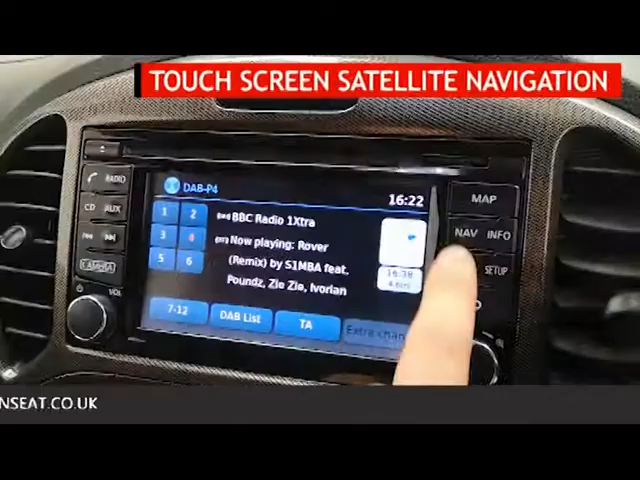 TOUCH SCREEN SATELLITE NAVIGATION
RADIO
CD AUX
CAMERA
VOL
DAB-P4
16:22
1 2
3 4
5 6
BBC Radio 1Xtra
Now playing: Rover
(Remix) by S1MBA feat.
Poundz, Zie Zie, Ivorian
16:38
7-12
DAB List
TA
Extra
MAP
NAV INFO
SETUP
NSEAT.CO.UK